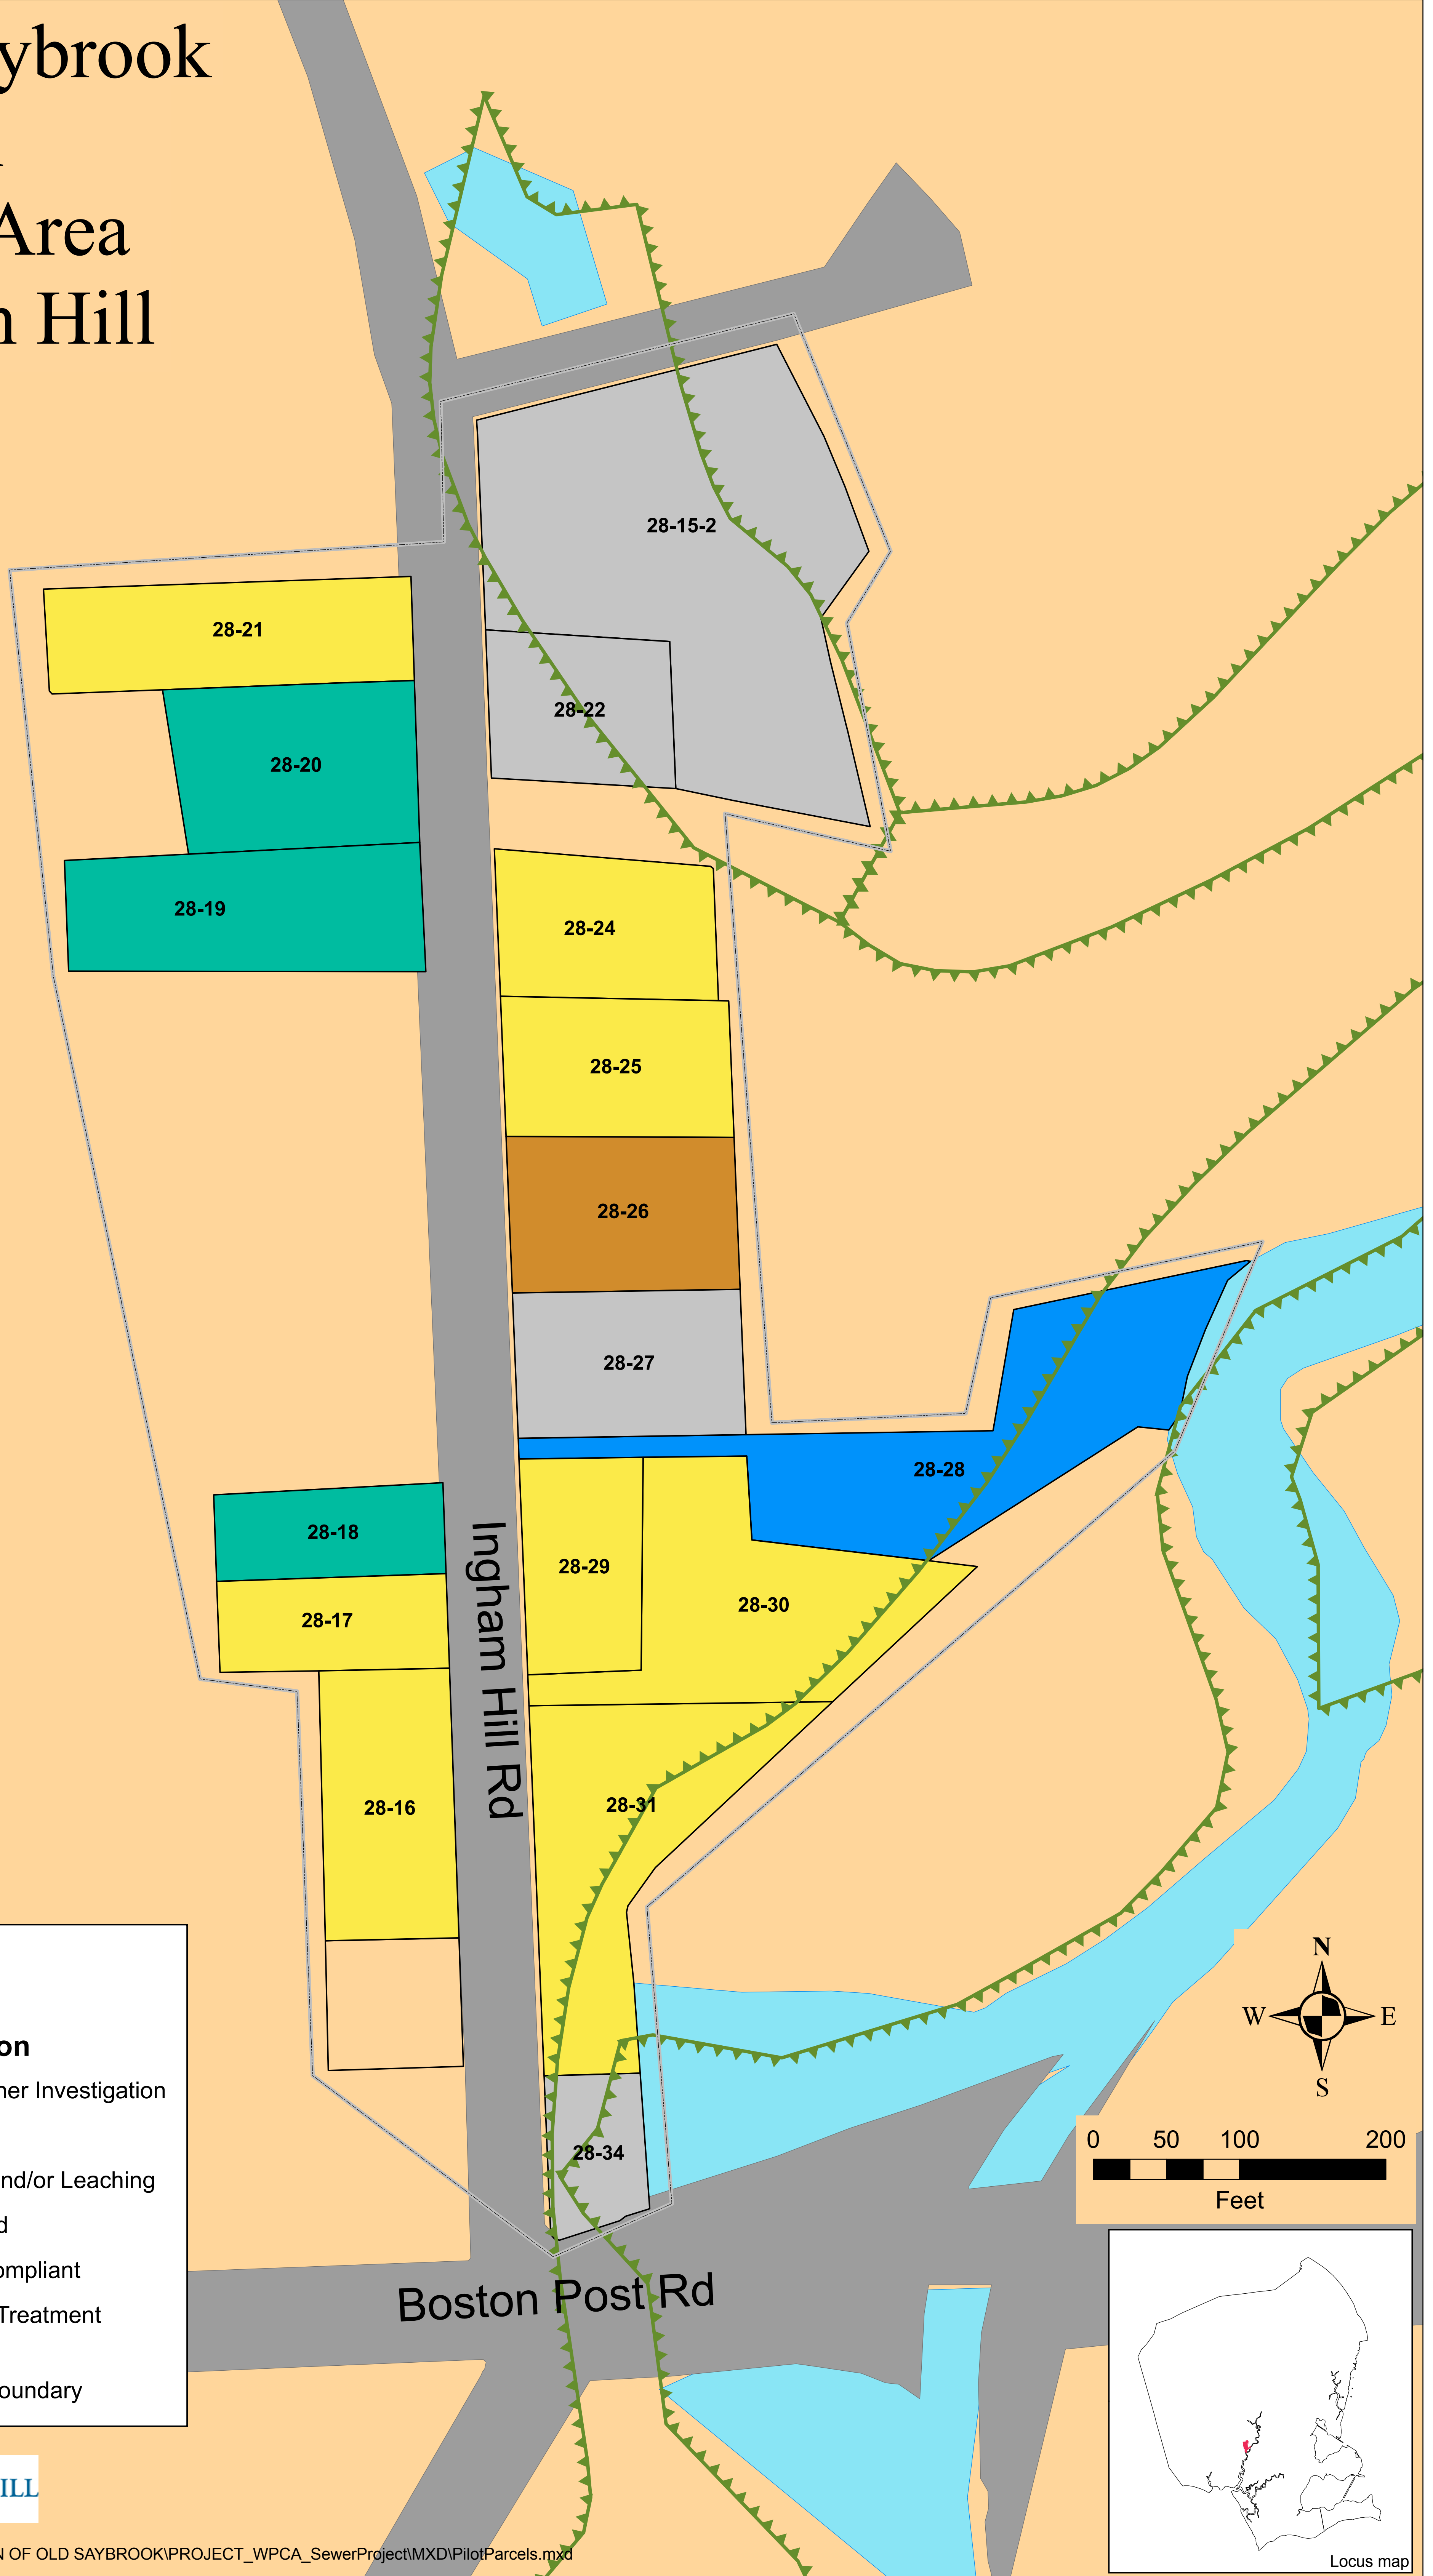 ybrook
Area
n Hill
28-15-2
28-21
28-22
28-20
28-19
28-24
28-25
28-26
28-27
28-28
28-18
28-29
28-30
28-17
28-31
28-16
Ingham Hill Rd
28-34
Boston Post Rd
on
her Investigation
nd/or Leaching
d
ompliant
Treatment
oundary
N
W E
S
0 50 100 200
Feet
ILL
N OF OLD SAYBROOK\PROJECT_WPCA_SewerProject\MXD\PilotParcels.mxd
Locus map